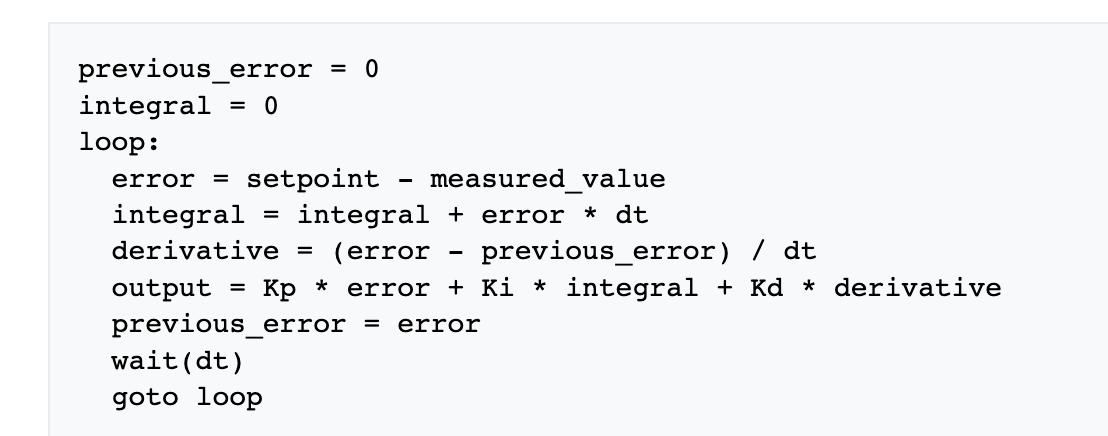 previous_error = 0
integral = 0
loop:
  error = setpoint − measured_value
  integral = integral + error * dt
  derivative = (error − previous_error) / dt
  output = Kp * error + Ki * integral + Kd * derivative
  previous_error = error
  wait(dt)
  goto loop